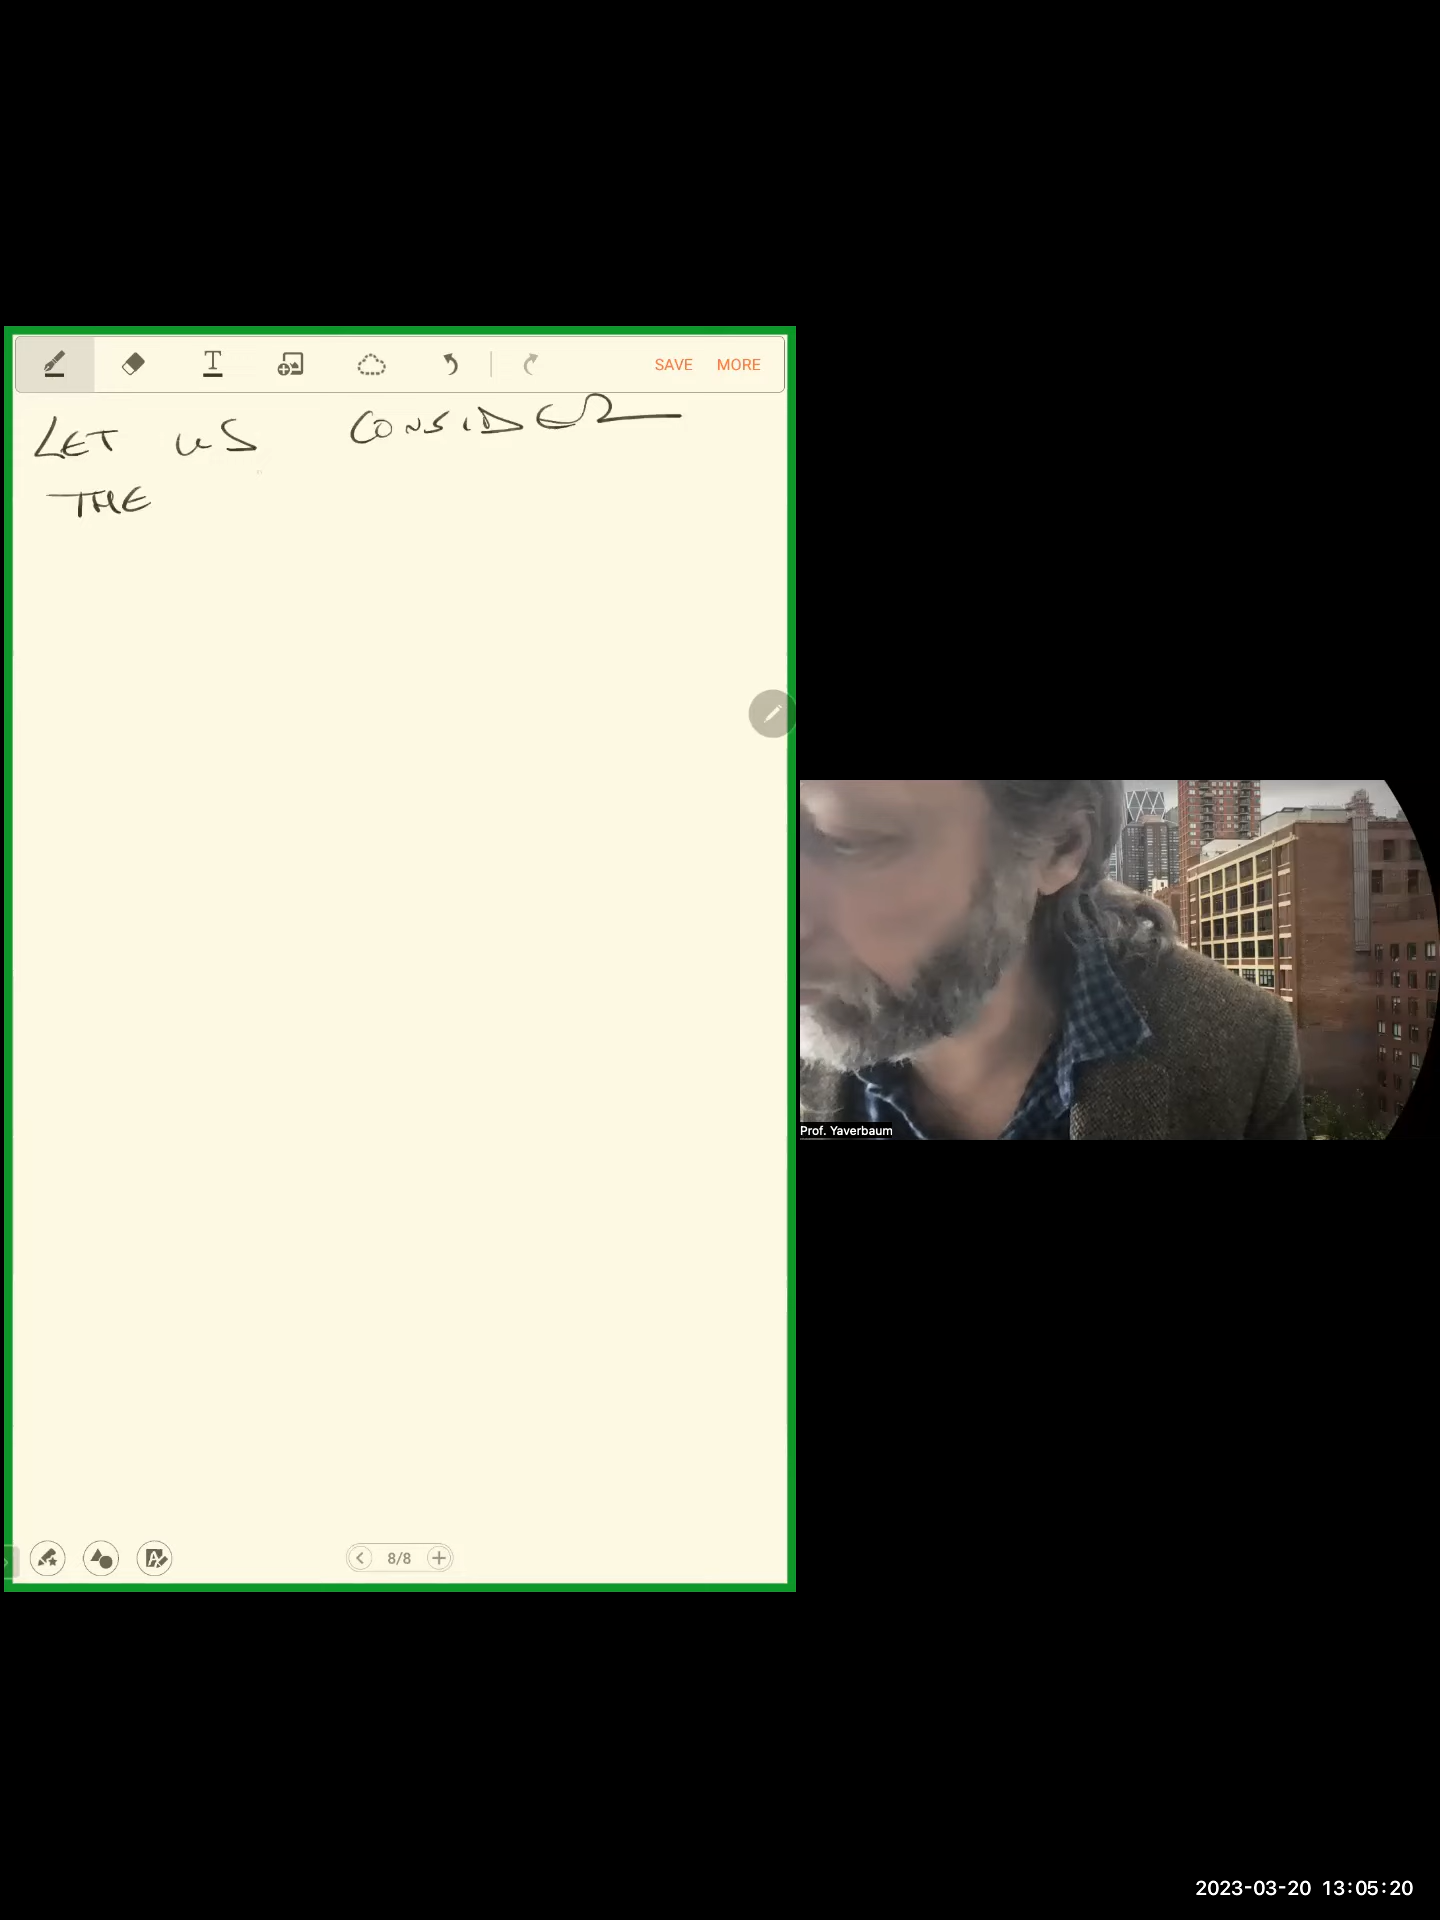 SAVE MORE
LET US CONSIDER
THE
8/8
Prof. Yaverbaum
2023-03-20 13:05:20